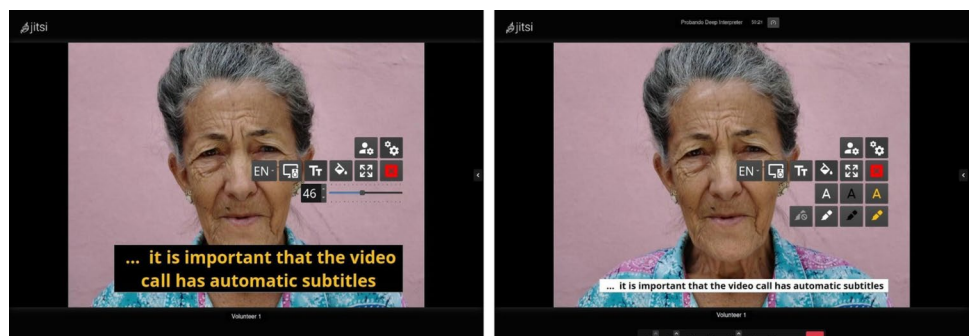 jitsi
EN
46
... it is important that the video
call has automatic subtitles
Volunteer 1
jitsi
Probando Deep Interpreter
EN
A A A
... it is important that the video call has automatic subtitles
Volunteer 1